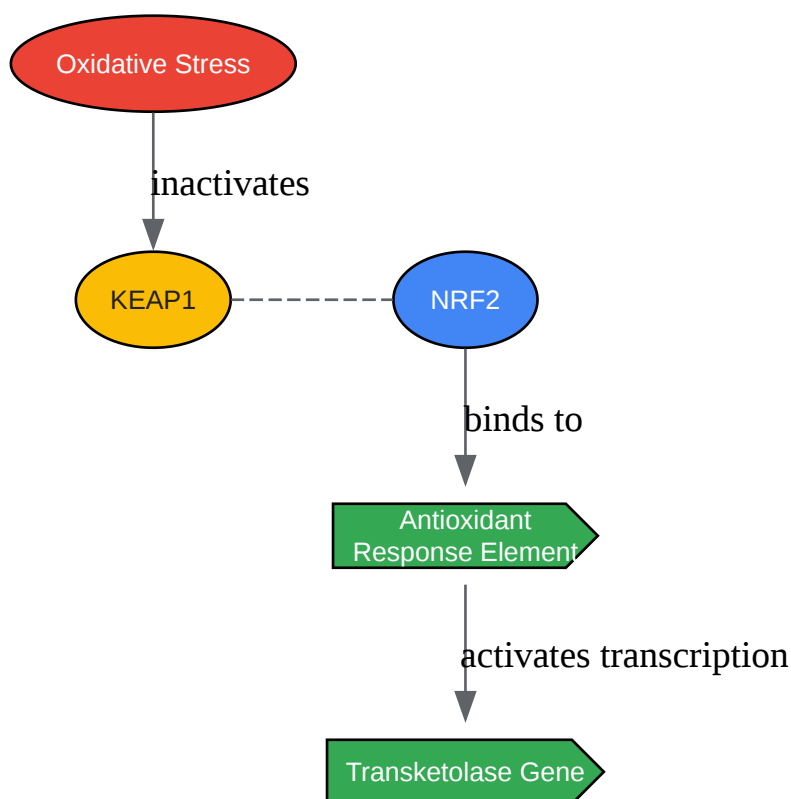 Oxidative Stress
inactivates
KEAP1
NRF2
binds to
Antioxidant
Response Element
activates transcription
Transketolase Gene